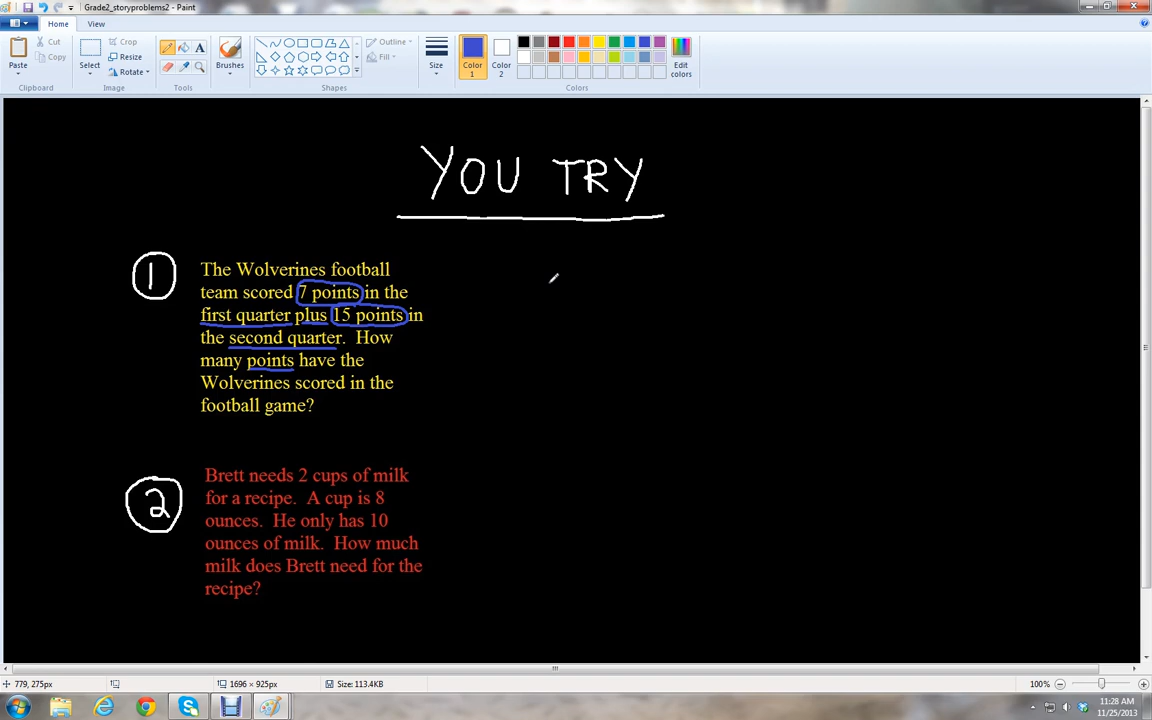 Grade2_storyproblems2 - Paint
Home View
Paste
Cut
Copy
Clipboard
Select
Crop
Resize
Rotate
Image
A
Tools
Brushes
Outline
Fill
Shapes
Size
Color 1
Color 2
Edit colors
Colors
YOU TRY
1
The Wolverines football
team scored 7 points in the
first quarter plus 15 points in
the second quarter. How
many points have the
Wolverines scored in the
football game?
2
Brett needs 2 cups of milk
for a recipe. A cup is 8
ounces. He only has 10
ounces of milk. How much
milk does Brett need for the
recipe?
779, 275px
1696 × 925px
Size: 113.4KB
100%
11:28 AM
11/25/2013